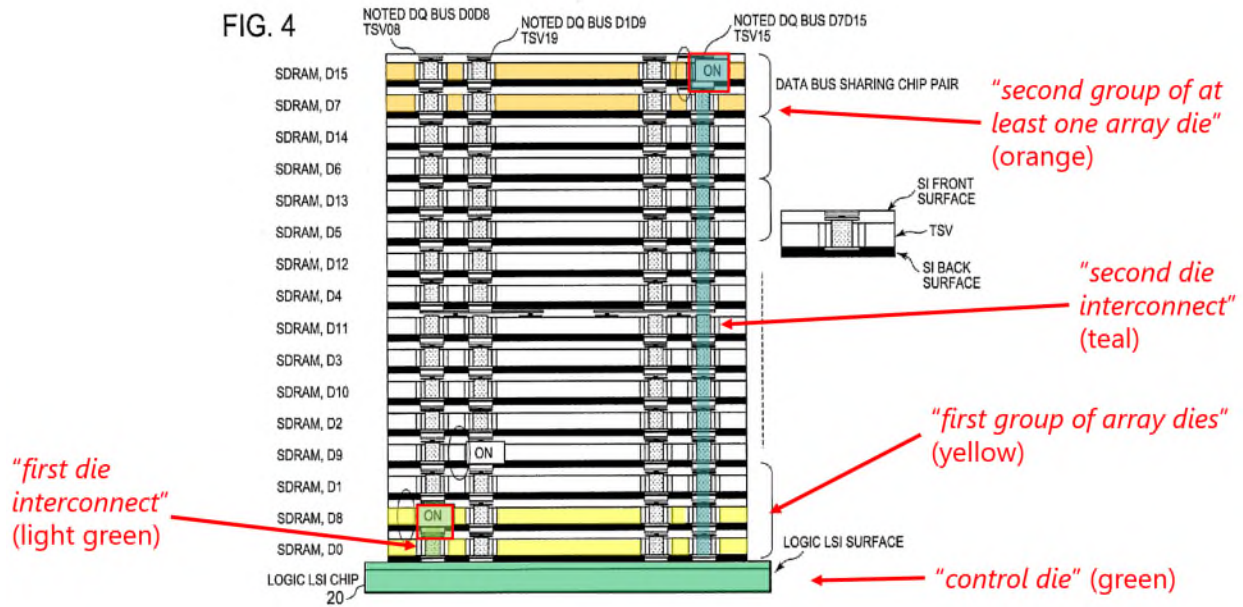 FIG. 4
NOTED DQ BUS D0D8
TSV08
NOTED DQ BUS D1D9
TSV19
NOTED DQ BUS D7D15
TSV15
SDRAM, D15
ON
SDRAM, D7
DATA BUS SHARING CHIP PAIR
SDRAM, D14
SDRAM, D6
SDRAM, D13
SDRAM, D5
SDRAM, D12
SDRAM, D4
SDRAM, D11
SDRAM, D3
SDRAM, D10
SDRAM, D2
SDRAM, D9
ON
SDRAM, D1
SDRAM, D8
ON
SDRAM, D0
LOGIC LSI CHIP
20
LOGIC LSI SURFACE
SI FRONT
SURFACE
TSV
SI BACK
SURFACE
"second group of at
least one array die"
(orange)
"second die
interconnect"
(teal)
"first group of array dies"
(yellow)
"first die
interconnect"
(light green)
"control die" (green)